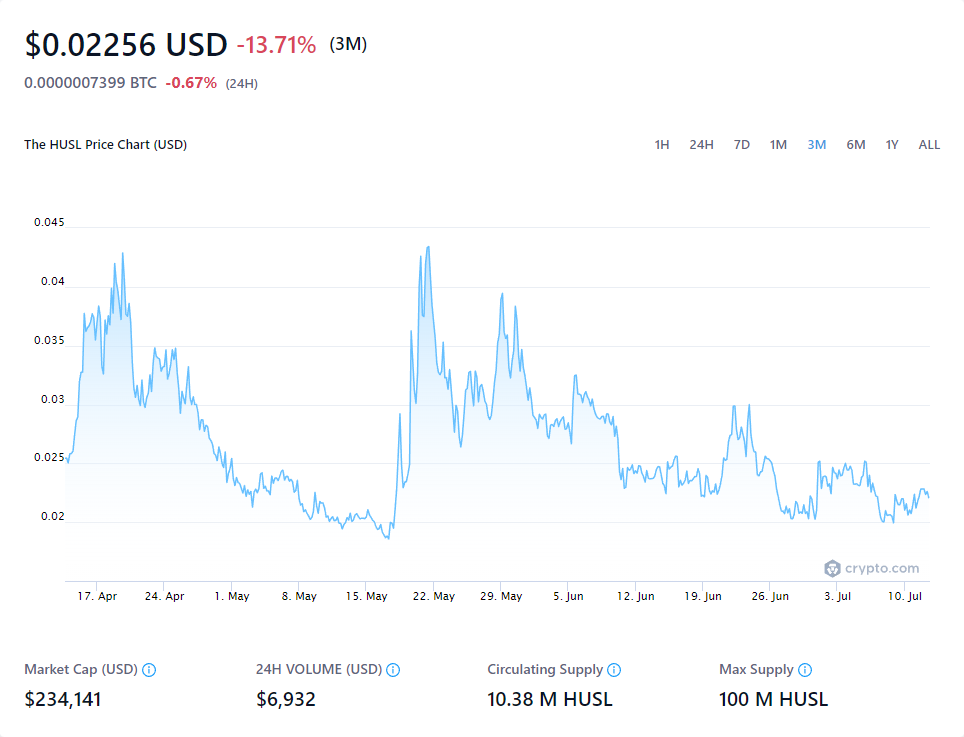 $0.02256 USD -13.71% (3M)
0.0000007399 BTC -0.67% (24H)
The HUSL Price Chart (USD) 1H 24H 7D 1M 3M 6M 1Y ALL
0.045
0.04
0.035
0.03
0.025
0.02
crypto.com
17. Apr 24. Apr 1. May 8. May 15. May 22. May 29. May 5. Jun 12. Jun 19. Jun 26. Jun 3. Jul 10. Jul
Market Cap (USD) 24H VOLUME (USD) Circulating Supply Max Supply
$234,141 $6,932 10.38 M HUSL 100 M HUSL